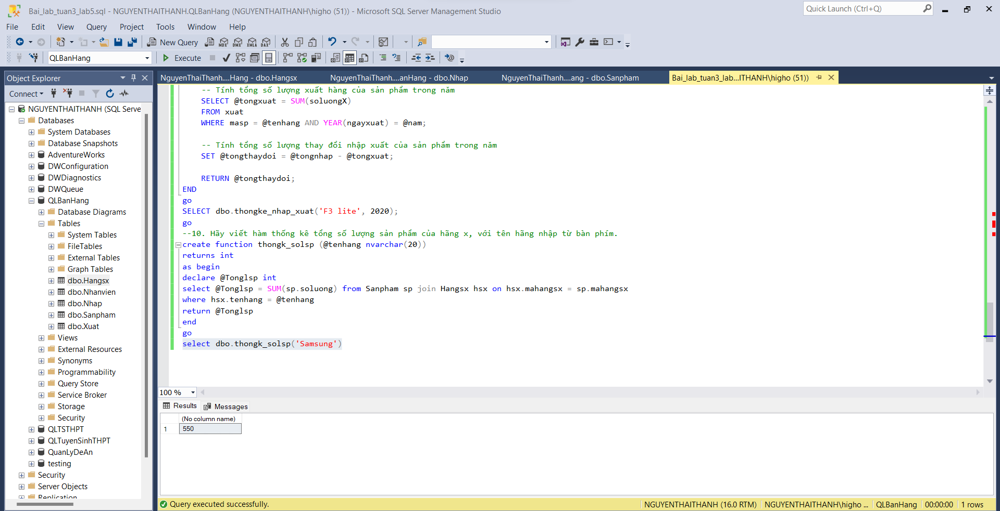 Bai_lab_tuan3_lab5.sql - NGUYENTHAITHANH.QLBanHang (NGUYENTHAITHANH\higho (51)) - Microsoft SQL Server Management Studio
Quick Launch (Ctrl+Q)
File Edit View Query Project Tools Window Help
New Query MDX DMX XMLA DAX
QLBanHang Execute
Object Explorer
Connect
NGUYENTHAITHANH (SQL Serve
Databases
System Databases
Database Snapshots
AdventureWorks
DWConfiguration
DWDiagnostics
DWQueue
QLBanHang
Database Diagrams
Tables
System Tables
FileTables
External Tables
Graph Tables
dbo.Hangsx
dbo.Nhanvien
dbo.Nhap
dbo.Sanpham
dbo.Xuat
Views
External Resources
Synonyms
Programmability
Query Store
Service Broker
Storage
Security
QLTSTHPT
QLTuyenSinhTHPT
QuanLyDeAn
testing
Security
Server Objects
Replication
NguyenThaiThanh....Hang - dbo.Hangsx NguyenThaiThanh....anHang - dbo.Nhap NguyenThaiThanh....ang - dbo.Sanpham Bai_lab_tuan3_lab...ITHANH\higho (51))
-- Tính tổng số lượng xuất hàng của sản phẩm trong năm
SELECT @tongxuat = SUM(soluongX)
FROM xuat
WHERE masp = @tenhang AND YEAR(ngayxuat) = @nam;
-- Tính tổng số lượng thay đổi nhập xuất của sản phẩm trong năm
SET @tongthaydoi = @tongnhap - @tongxuat;
RETURN @tongthaydoi;
END
go
SELECT dbo.thongke_nhap_xuat('F3 lite', 2020);
go
--10. Hãy viết hàm thống kê tổng số lượng sản phẩm của hãng x, với tên hãng nhập từ bàn phím.
create function thongk_solsp (@tenhang nvarchar(20))
returns int
as begin
declare @Tonglsp int
select @Tonglsp = SUM(sp.soluong) from Sanpham sp join Hangsx hsx on hsx.mahangsx = sp.mahangsx
where hsx.tenhang = @tenhang
return @Tonglsp
end
go
select dbo.thongk_solsp('Samsung')
100 %
Results Messages
(No column name)
1 550
Query executed successfully. NGUYENTHAITHANH (16.0 RTM) NGUYENTHAITHANH\higho ... QLBanHang 00:00:00 1 rows